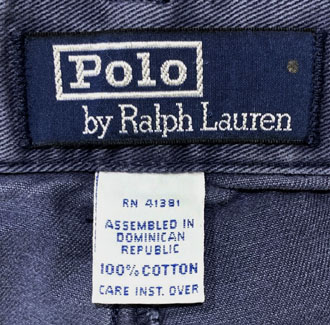 Polo
by Ralph Lauren
RN 41381
ASSEMBLED IN
DOMINICAN
REPUBLIC
100% COTTON
CARE INST. OVER